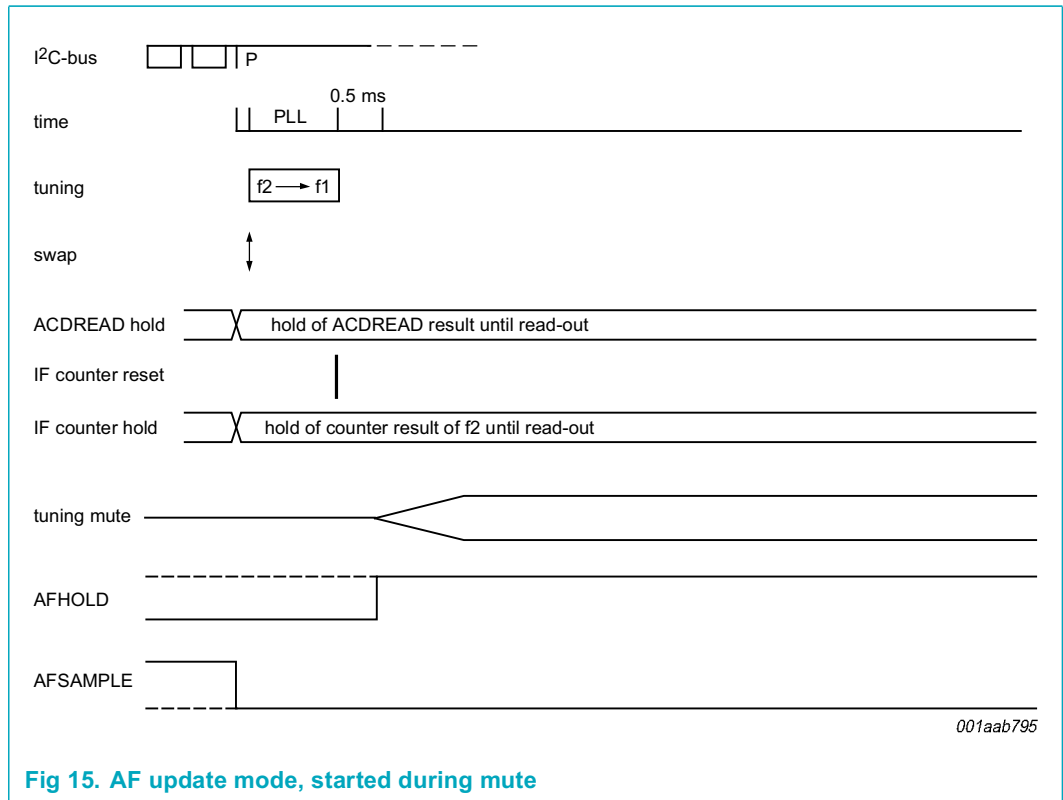 I²C-bus
P
0.5 ms
time
PLL
tuning
f2 → f1
swap
ACDREAD hold
hold of ACDREAD result until read-out
IF counter reset
IF counter hold
hold of counter result of f2 until read-out
tuning mute
AFHOLD
AFSAMPLE
001aab795
Fig 15. AF update mode, started during mute